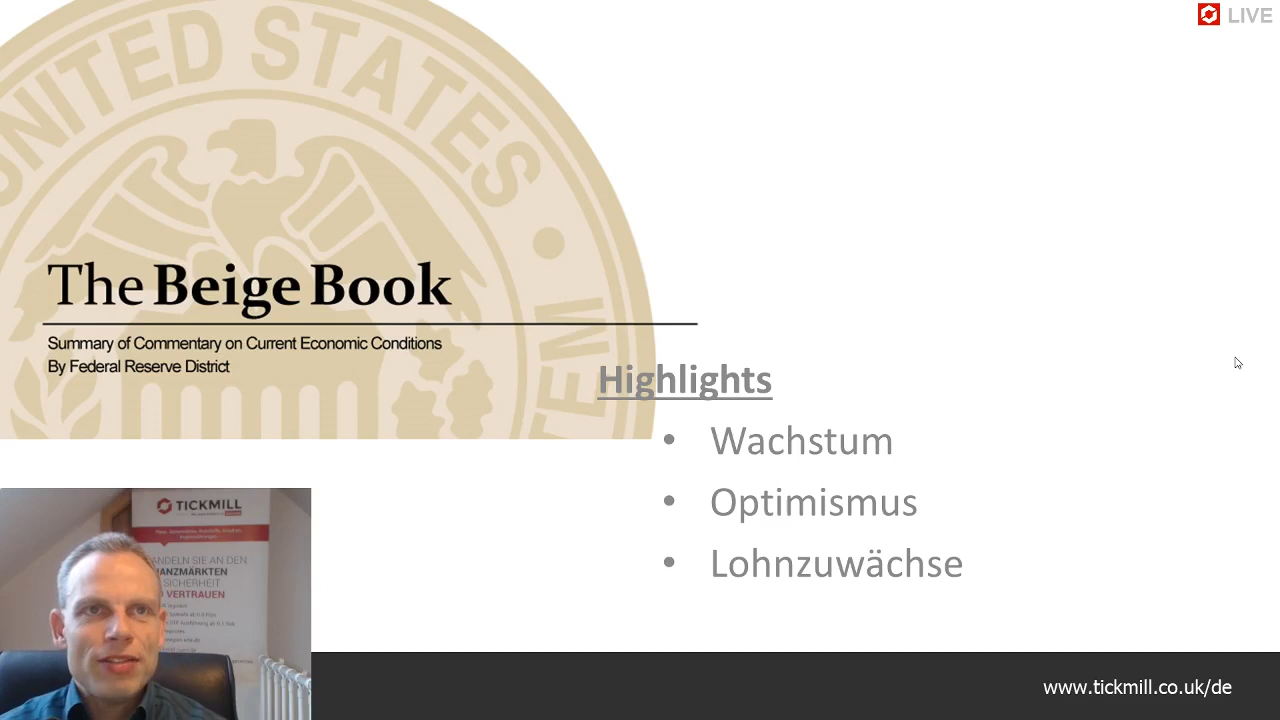 LIVE
UNITED STATES
The Beige Book
Summary of Commentary on Current Economic Conditions
By Federal Reserve District
Highlights
• Wachstum
• Optimismus
• Lohnzuwächse
TICKMILL
HANDELN SIE AN DEN
FINANZMÄRKTEN
SICHERHEIT
VERTRAUEN
www.tickmill.co.uk/de